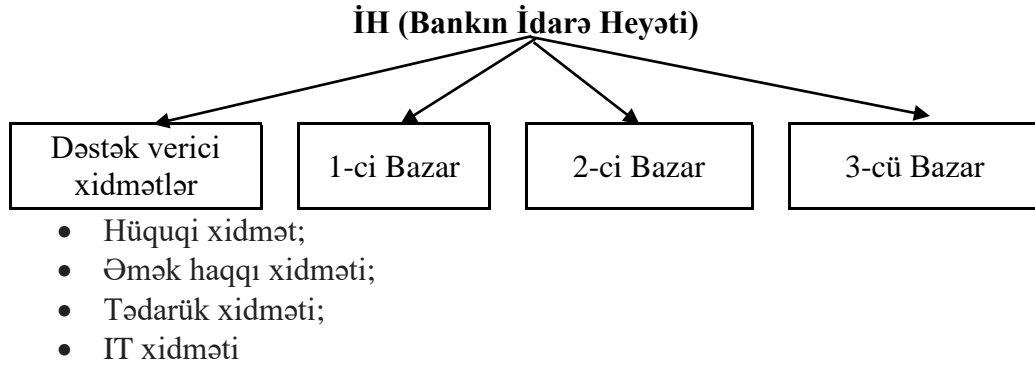 İH (Bankın İdarə Heyəti)
Dəstək verici
xidmətlər
1-ci Bazar
2-ci Bazar
3-cü Bazar
• Hüquqi xidmət;
• Əmək haqqı xidməti;
• Tədarük xidməti;
• IT xidməti